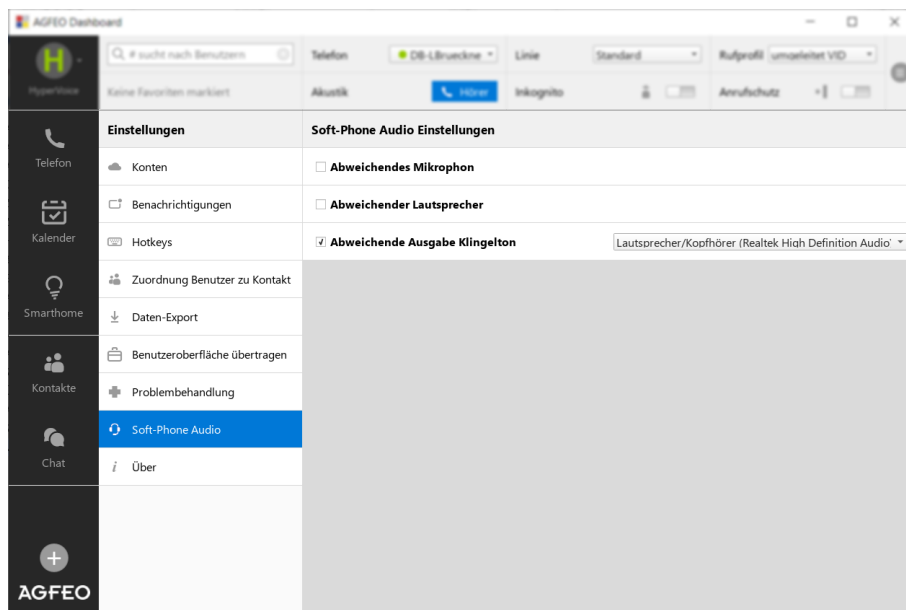 AGFEO Dashboard
H
HyperVoice
# sucht nach Benutzern
Telefon
DB-LBrueckne
Linie
Standard
Rufprofil
umgeleitet VID
Keine Favoriten markiert
Akustik
Hörer
Inkognito
Anrufschutz
Telefon
Kalender
Smarthome
Kontakte
Chat
AGFEO
Einstellungen
Konten
Benachrichtigungen
Hotkeys
Zuordnung Benutzer zu Kontakt
Daten-Export
Benutzeroberfläche übertragen
Problembehandlung
Soft-Phone Audio
Über
Soft-Phone Audio Einstellungen
Abweichendes Mikrophon
Abweichender Lautsprecher
Abweichende Ausgabe Klingelton
Lautsprecher/Kopfhörer (Realtek High Definition Audio)